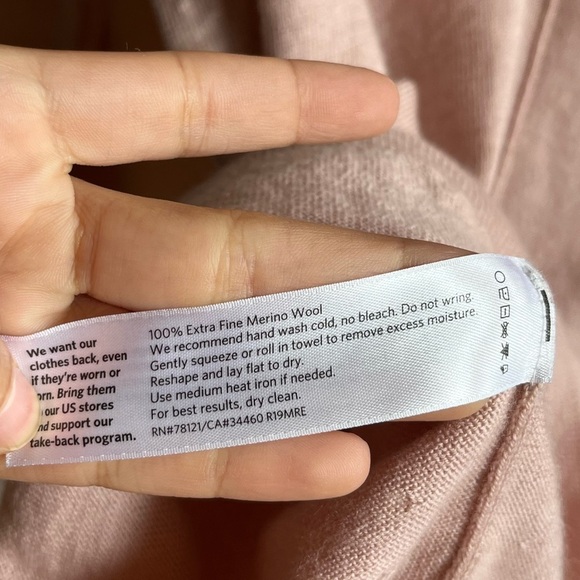 We want our
clothes back, even
if they're worn or
Bring them
our US stores
support our
take-back program.
100% Extra Fine Merino Wool
We recommend hand wash cold, no bleach. Do not wring.
Gently squeeze or roll in towel to remove excess moisture.
Reshape and lay flat to dry.
Use medium heat iron if needed.
For best results, dry clean.
RN#78121/CA#34460 R19MRE